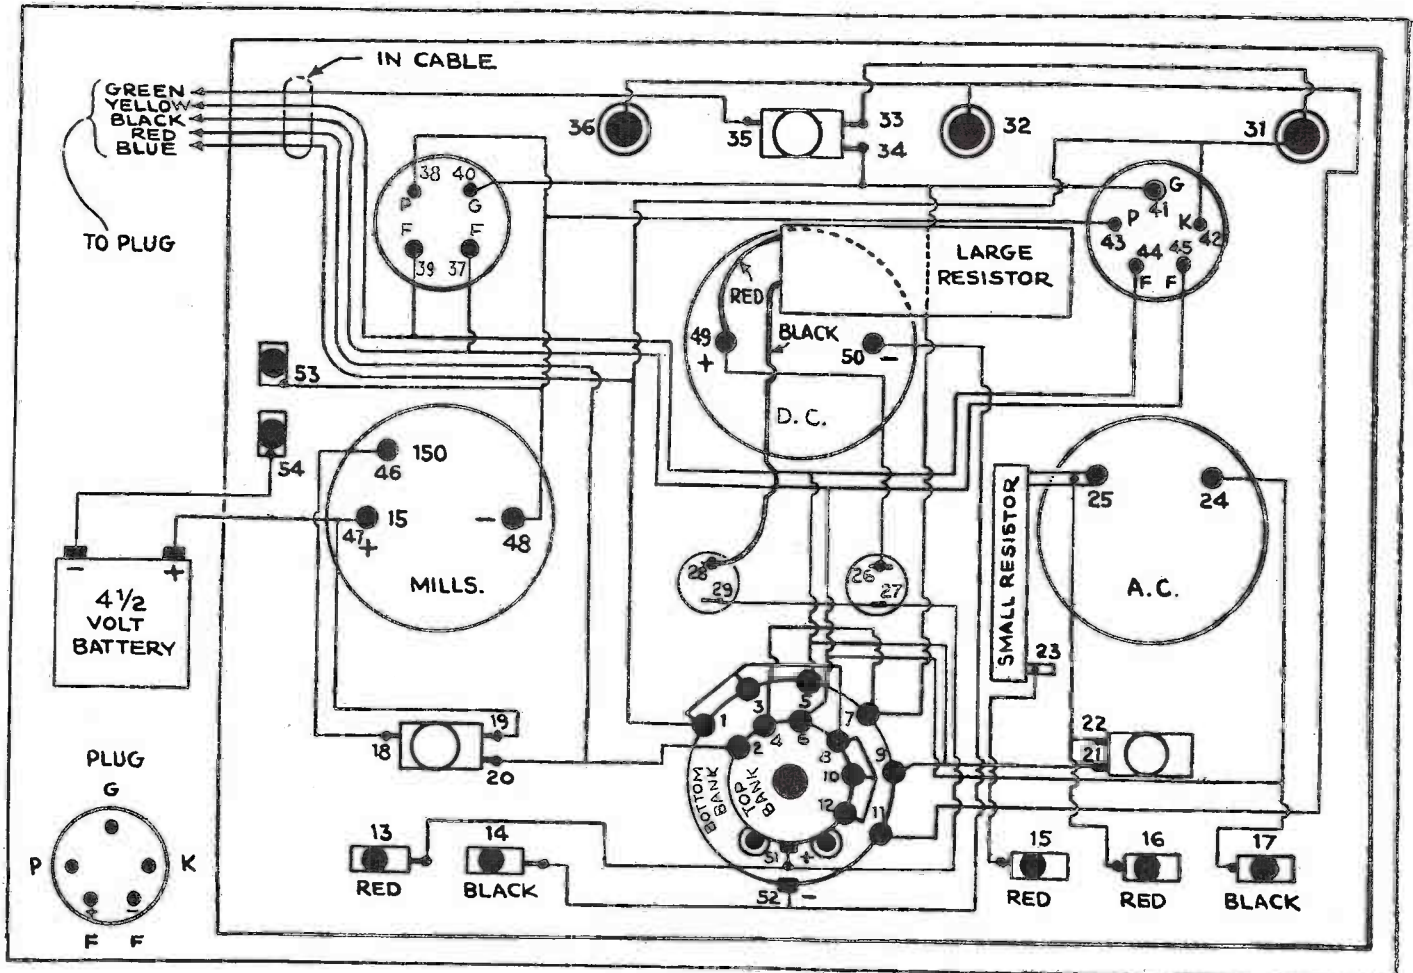 IN CABLE
GREEN
YELLOW
BLACK
RED
BLUE
TO PLUG
36
35
33
34
32
31
38 40
P G
F F
39 37
G
41
P K
43 42
44 45
F F
LARGE
RESISTOR
RED
BLACK
49
+
50 -
D.C.
53
54
150
46
15
47
+
-
48
MILLS.
- +
4½
VOLT
BATTERY
28
29
26
27
25
24
A.C.
SMALL RESISTOR
23
1
3
5
7
2
4
6
8
9
10
12
11
BOTTOM
BANK
TOP
BANK
51
+
52 -
18
19
20
22
21
PLUG
G
P K
+ -
F F
13
RED
14
BLACK
15
RED
16
RED
17
BLACK